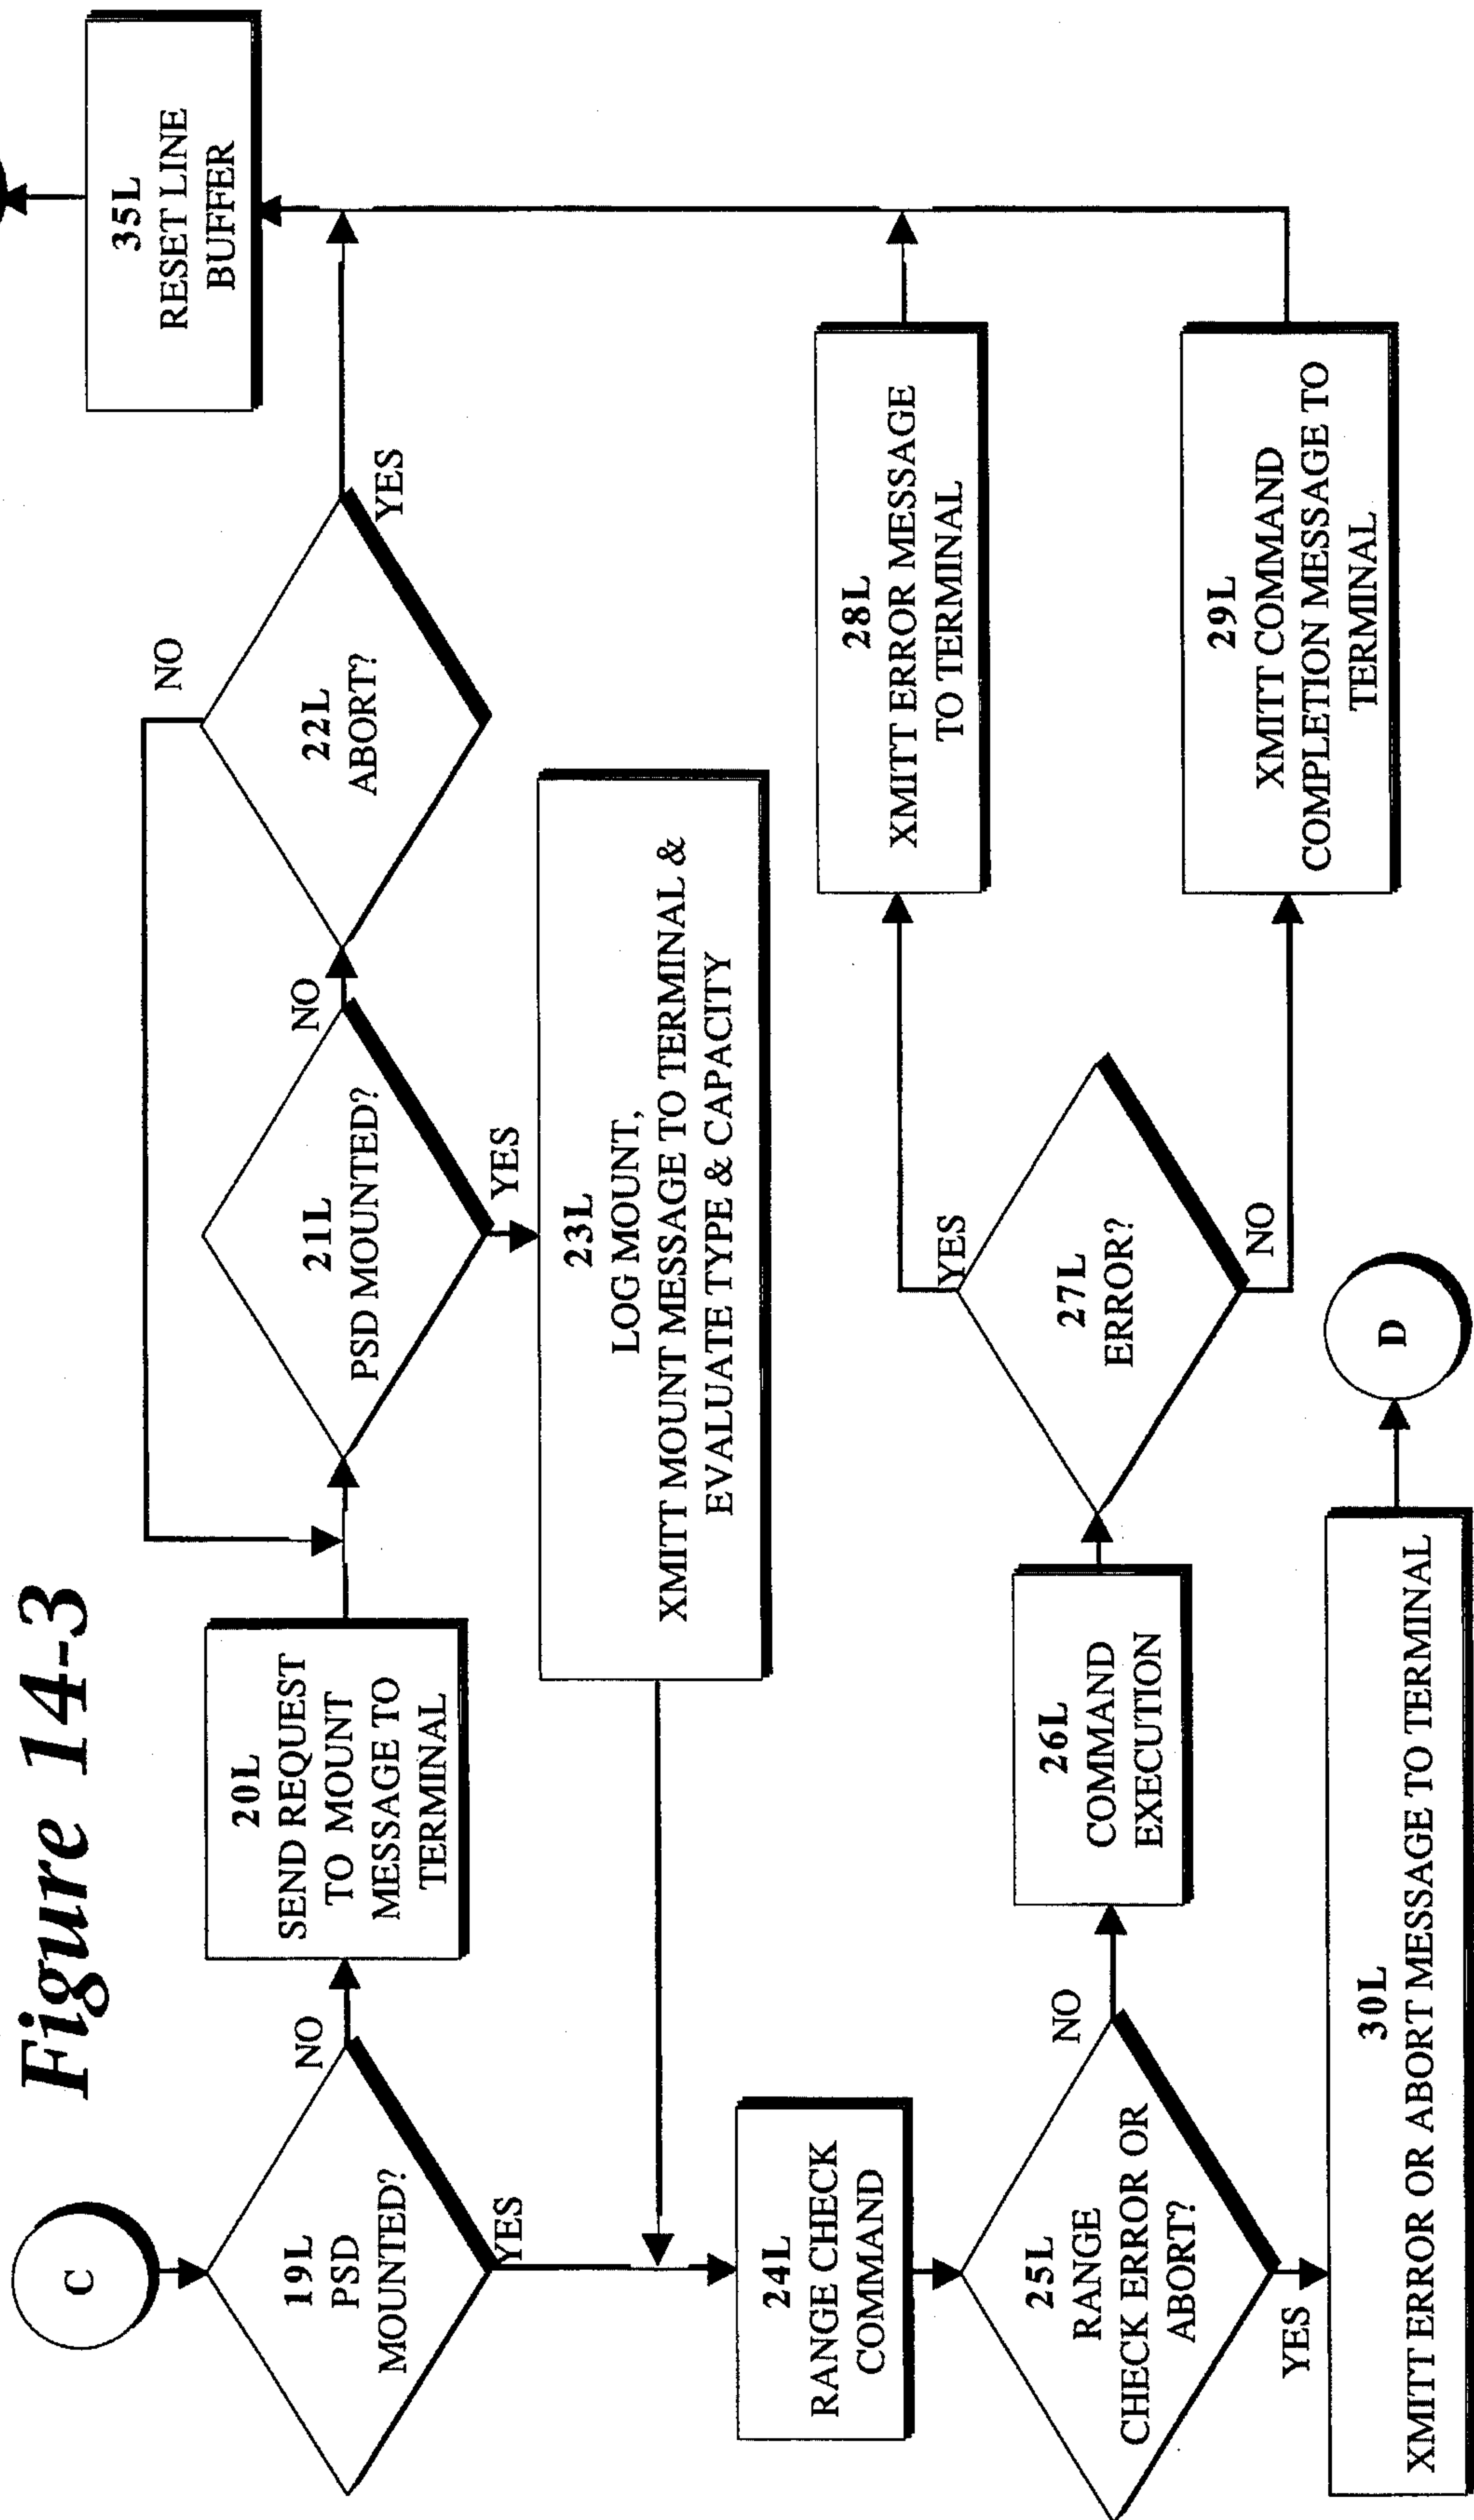 Figure 14-3
C
19L
PSD
MOUNTED?
NO
YES
20L
SEND REQUEST
TO MOUNT
MESSAGE TO
TERMINAL
21L
PSD MOUNTED?
NO
YES
22L
ABORT?
NO
YES
35L
RESET LINE
BUFFER
23L
LOG MOUNT,
XMITT MOUNT MESSAGE TO TERMINAL &
EVALUATE TYPE & CAPACITY
24L
RANGE CHECK
COMMAND
25L
RANGE
CHECK ERROR OR
ABORT?
NO
YES
26L
COMMAND
EXECUTION
27L
ERROR?
YES
NO
28L
XMITT ERROR MESSAGE
TO TERMINAL
29L
XMITT COMMAND
COMPLETION MESSAGE TO
TERMINAL
30L
XMITT ERROR OR ABORT MESSAGE TO TERMINAL
D